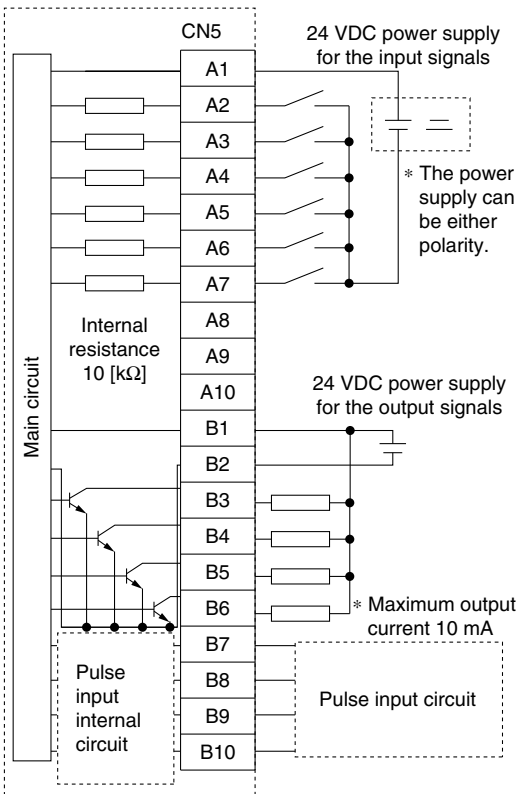 CN5
24 VDC power supply
for the input signals
A1
A2
A3
A4
A5
A6
A7
A8
A9
A10
B1
B2
B3
B4
B5
B6
B7
B8
B9
B10
* The power
supply can
be either
polarity.
Internal
resistance
10 [kΩ]
Main circuit
24 VDC power supply
for the output signals
* Maximum output
current 10 mA
Pulse
input
internal
circuit
Pulse input circuit